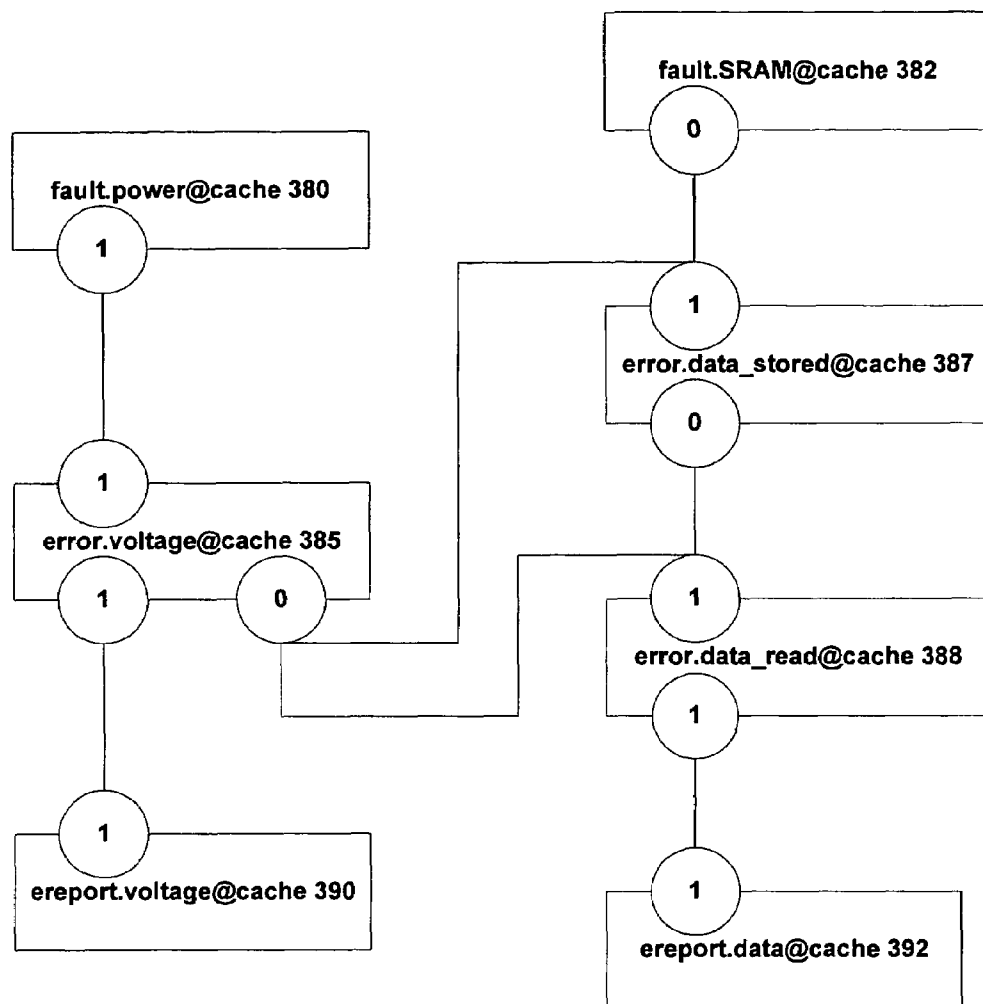 fault.SRAM@cache 382
0
fault.power@cache 380
1
1
error.data_stored@cache 387
0
1
error.voltage@cache 385
1
0
1
error.data_read@cache 388
1
1
ereport.voltage@cache 390
1
ereport.data@cache 392